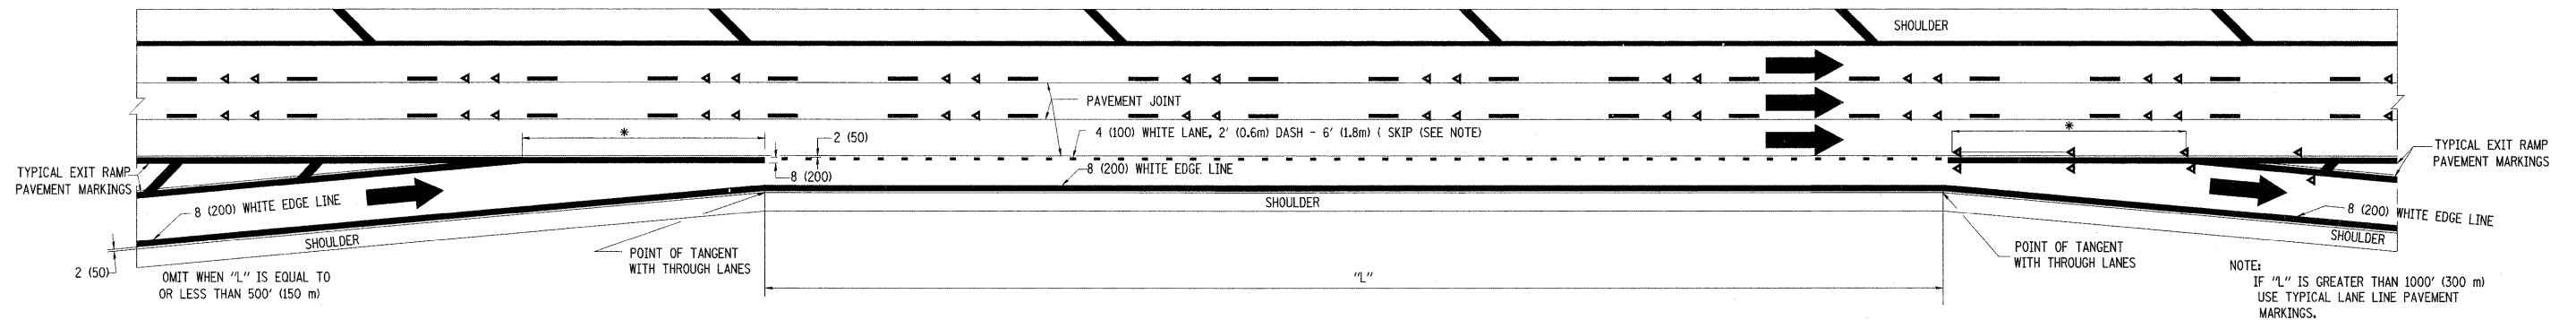 SHOULDER
PAVEMENT JOINT
*
2 (50)
4 (100) WHITE LANE, 2' (0.6m) DASH - 6' (1.8m) ( SKIP (SEE NOTE)
*
TYPICAL EXIT RAMP
PAVEMENT MARKINGS
8 (200)
8 (200) WHITE EDGE LINE
TYPICAL EXIT RAMP
PAVEMENT MARKINGS
8 (200) WHITE EDGE LINE
SHOULDER
8 (200) WHITE EDGE LINE
SHOULDER
SHOULDER
2 (50)
POINT OF TANGENT
WITH THROUGH LANES
POINT OF TANGENT
WITH THROUGH LANES
OMIT WHEN "L" IS EQUAL TO
OR LESS THAN 500' (150 m)
"L"
NOTE:
IF "L" IS GREATER THAN 1000' (300 m)
USE TYPICAL LANE LINE PAVEMENT
MARKINGS.